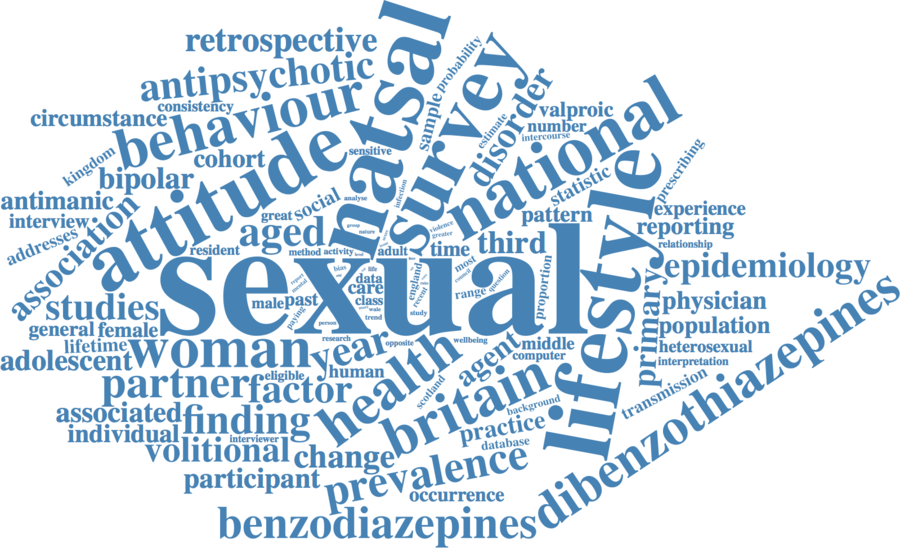 retrospective
natsal
probability
antipsychotic
survey
consistency
circumstance
behaviour
sample
disorder
valproic
number
estimate
intercourse
national
kingdom
cohort
attitude
sensitive
bipolar
statistic
prescribing
antimanic
association
interview
great
social
analyse
infection
pattern
lifestyle
experience
reporting
addresses
resident
aged
group
nature
violence
greater
method
activity
adult
time
third
relationship
sexual
epidemiology
studies
male
past
bias
life
data
care
class
england
recent
most
council
range
question
proportion
primary
physician
report
mental
paying
wale
trend
study
person
general
female
population
lifetime
woman
year
research
opposite
wellbeing
middle
computer
heterosexual
interpretation
adolescent
eligible
human
health
agent
partner
factor
scotland
britain
background
transmission
dibenzothiazepines
associated
finding
individual
interviewer
practice
database
volitional
change
participant
prevalence
occurrence
benzodiazepines